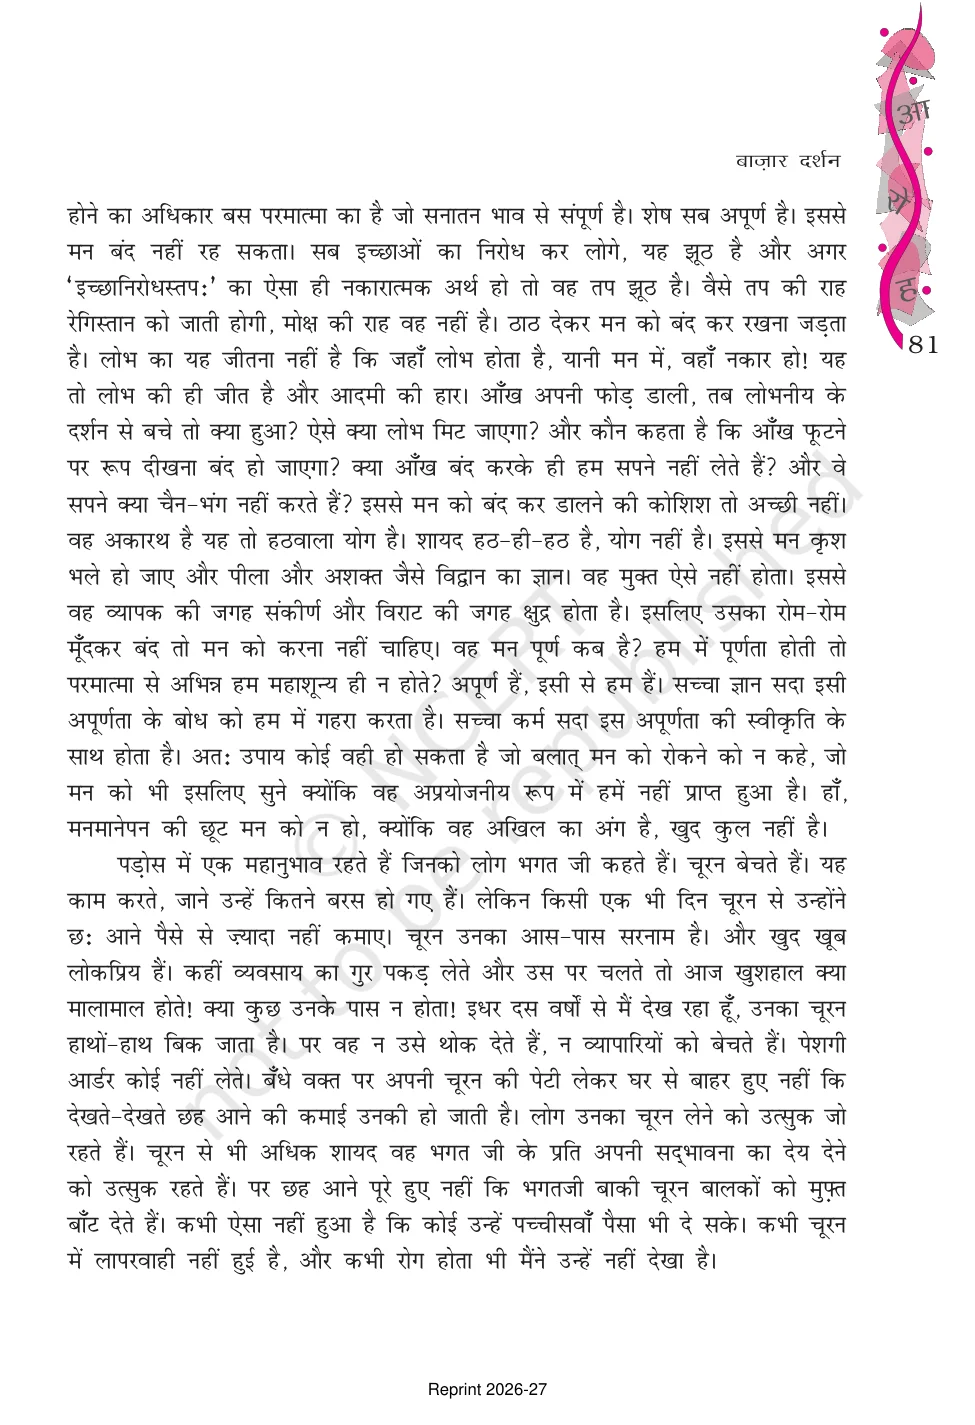 बाज़ार दर्शन
आ
रो
ह
81
होने का अधिकार बस परमात्मा का है जो सनातन भाव से संपूर्ण है। शेष सब अपूर्ण है। इससे
मन बंद नहीं रह सकता। सब इच्छाओं का निरोध कर लोगे, यह झूठ है और अगर
‘इच्छानिरोधस्तपः’ का ऐसा ही नकारात्मक अर्थ हो तो वह तप झूठ है। वैसे तप की राह
रेगिस्तान को जाती होगी, मोक्ष की राह वह नहीं है। ठाठ देकर मन को बंद कर रखना जड़ता
है। लोभ का यह जीतना नहीं है कि जहाँ लोभ होता है, यानी मन में, वहाँ नकार हो! यह
तो लोभ की ही जीत है और आदमी की हार। आँख अपनी फोड़ डाली, तब लोभनीय के
दर्शन से बचे तो क्या हुआ? ऐसे क्या लोभ मिट जाएगा? और कौन कहता है कि आँख फूटने
पर रूप दीखना बंद हो जाएगा? क्या आँख बंद करके ही हम सपने नहीं लेते हैं? और वे
सपने क्या चैन-भंग नहीं करते हैं? इससे मन को बंद कर डालने की कोशिश तो अच्छी नहीं।
वह अकारथ है यह तो हठवाला योग है। शायद हठ-ही-हठ है, योग नहीं है। इससे मन कृश
भले हो जाए और पीला और अशक्त जैसे विद्वान का ज्ञान। वह मुक्त ऐसे नहीं होता। इससे
वह व्यापक की जगह संकीर्ण और विराट की जगह क्षुद्र होता है। इसलिए उसका रोम-रोम
मूँदकर बंद तो मन को करना नहीं चाहिए। वह मन पूर्ण कब है? हम में पूर्णता होती तो
परमात्मा से अभिन्न हम महाशून्य ही न होते? अपूर्ण हैं, इसी से हम हैं। सच्चा ज्ञान सदा इसी
अपूर्णता के बोध को हम में गहरा करता है। सच्चा कर्म सदा इस अपूर्णता की स्वीकृति के
साथ होता है। अतः उपाय कोई वही हो सकता है जो बलात् मन को रोकने को न कहे, जो
मन को भी इसलिए सुने क्योंकि वह अप्रयोजनीय रूप में हमें नहीं प्राप्त हुआ है। हाँ,
मनमानेपन की छूट मन को न हो, क्योंकि वह अखिल का अंग है, खुद कुल नहीं है।
पड़ोस में एक महानुभाव रहते हैं जिनको लोग भगत जी कहते हैं। चूरन बेचते हैं। यह
काम करते, जाने उन्हें कितने बरस हो गए हैं। लेकिन किसी एक भी दिन चूरन से उन्होंने
छः आने पैसे से ज़्यादा नहीं कमाए। चूरन उनका आस-पास सरनाम है। और खुद खूब
लोकप्रिय हैं। कहीं व्यवसाय का गुर पकड़ लेते और उस पर चलते तो आज खुशहाल क्या
मालामाल होते! क्या कुछ उनके पास न होता! इधर दस वर्षों से मैं देख रहा हूँ, उनका चूरन
हाथों-हाथ बिक जाता है। पर वह न उसे थोक देते हैं, न व्यापारियों को बेचते हैं। पेशगी
आर्डर कोई नहीं लेते। बँधे वक्त पर अपनी चूरन की पेटी लेकर घर से बाहर हुए नहीं कि
देखते-देखते छह आने की कमाई उनकी हो जाती है। लोग उनका चूरन लेने को उत्सुक जो
रहते हैं। चूरन से भी अधिक शायद वह भगत जी के प्रति अपनी सद्‌भावना का देय देने
को उत्सुक रहते हैं। पर छह आने पूरे हुए नहीं कि भगतजी बाकी चूरन बालकों को मुफ़्त
बाँट देते हैं। कभी ऐसा नहीं हुआ है कि कोई उन्हें पच्चीसवाँ पैसा भी दे सके। कभी चूरन
में लापरवाही नहीं हुई है, और कभी रोग होता भी मैंने उन्हें नहीं देखा है।
© NCERT
not to be republished
Reprint 2026-27